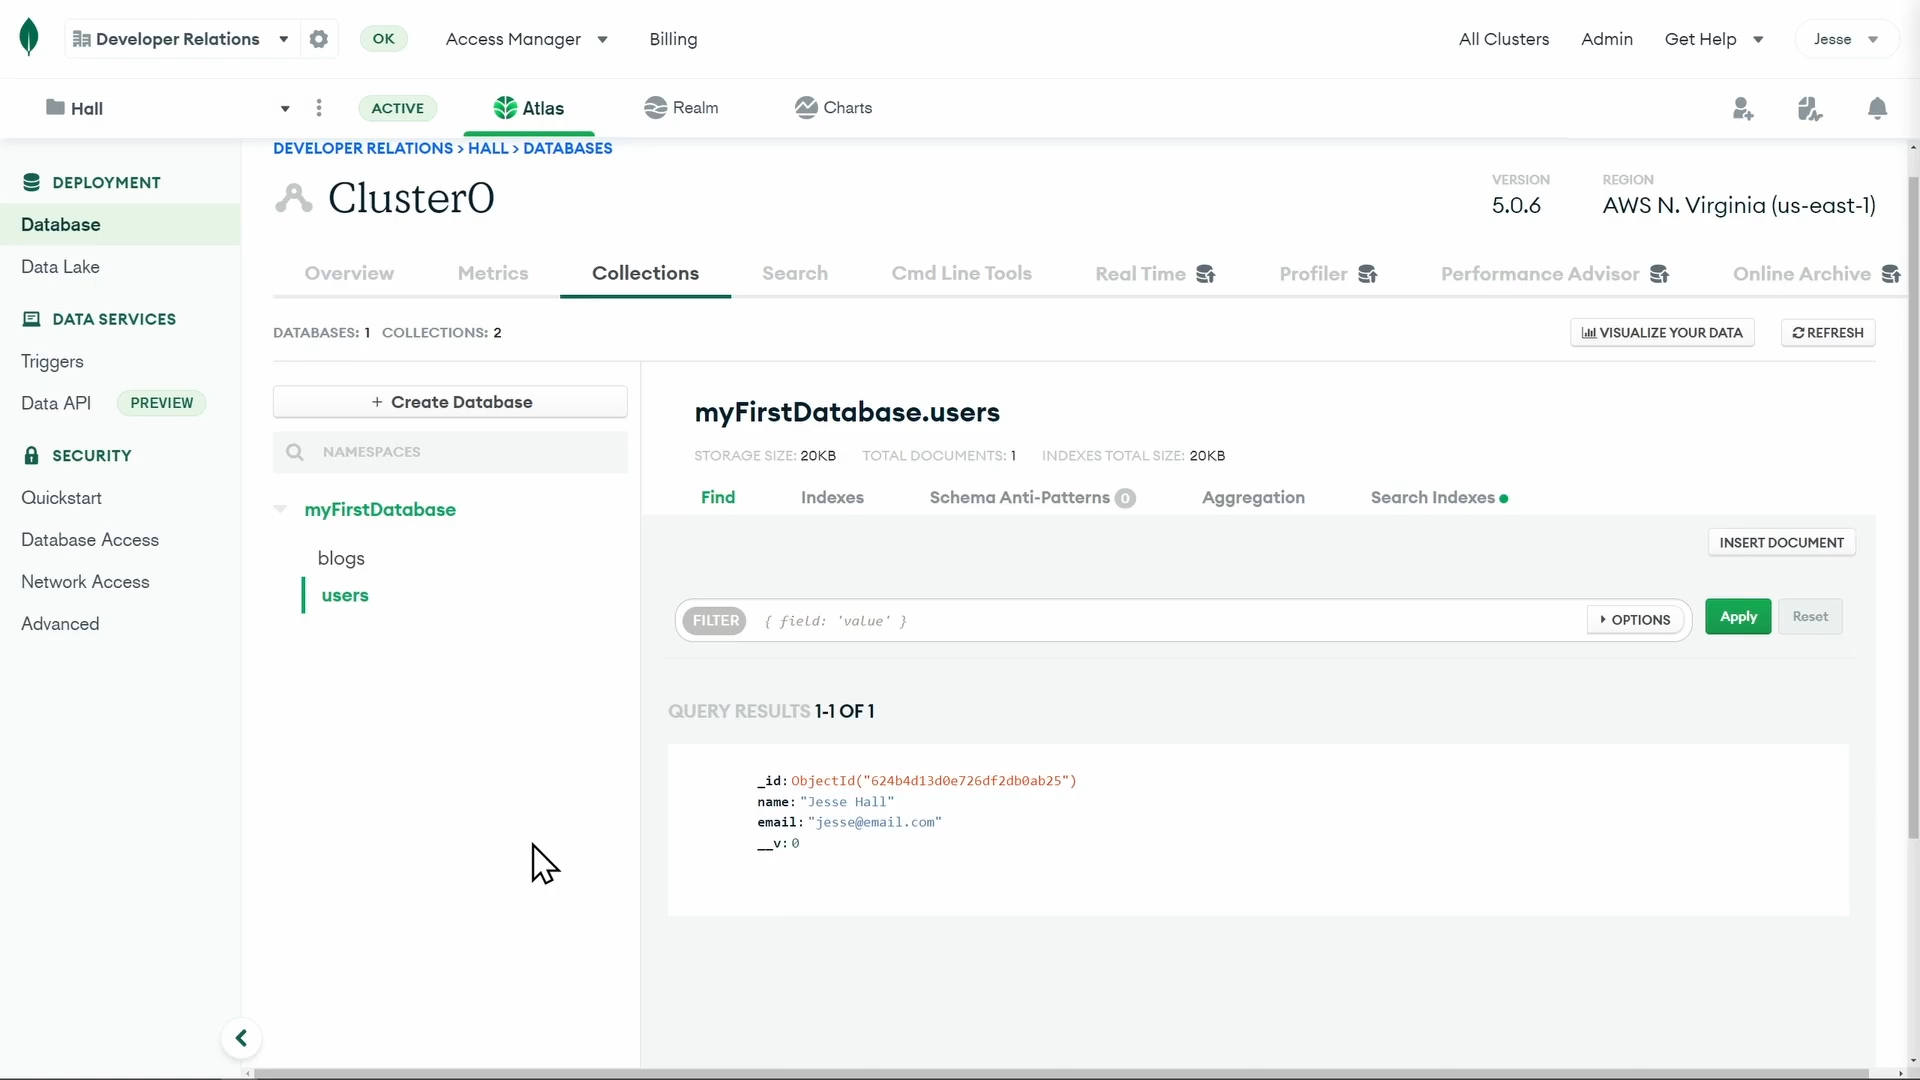 Developer Relations
OK
Access Manager
Billing
All Clusters
Admin
Get Help
Jesse
Hall
ACTIVE
Atlas
Realm
Charts
DEVELOPER RELATIONS > HALL > DATABASES
Cluster0
VERSION
5.0.6
REGION
AWS N. Virginia (us-east-1)
DEPLOYMENT
Database
Data Lake
DATA SERVICES
Triggers
Data API PREVIEW
SECURITY
Quickstart
Database Access
Network Access
Advanced
Overview
Metrics
Collections
Search
Cmd Line Tools
Real Time
Profiler
Performance Advisor
Online Archive
DATABASES: 1 COLLECTIONS: 2
VISUALIZE YOUR DATA
REFRESH
+ Create Database
NAMESPACES
myFirstDatabase
blogs
users
myFirstDatabase.users
STORAGE SIZE: 20KB TOTAL DOCUMENTS: 1 INDEXES TOTAL SIZE: 20KB
Find
Indexes
Schema Anti-Patterns 0
Aggregation
Search Indexes
INSERT DOCUMENT
FILTER { field: 'value' }
OPTIONS
Apply
Reset
QUERY RESULTS 1-1 OF 1
_id: ObjectId("624b4d13d0e726df2db0ab25")
name: "Jesse Hall"
email: "jesse@email.com"
__v: 0